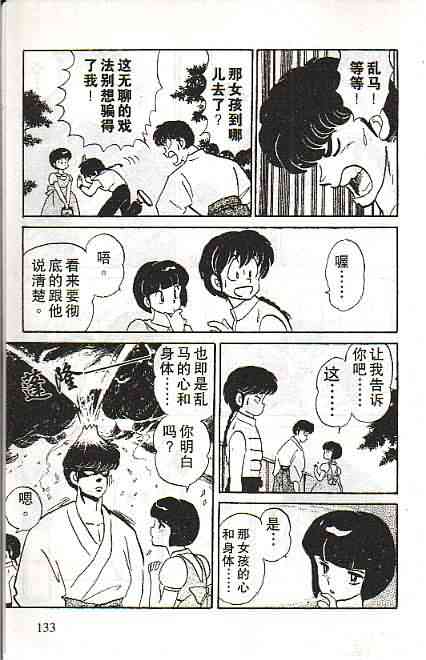 乱马！
等等！
那女孩到哪
儿去了？
这无聊的戏
法别想骗得
了我！
喔……
唔。
看来要彻
底的跟他
说清楚。
让我告诉
你吧……
这……
是…
那女孩的心
和身体……
也即是乱
马的心和
身体……
你明白
吗？
隆
蓬
嗯。
133